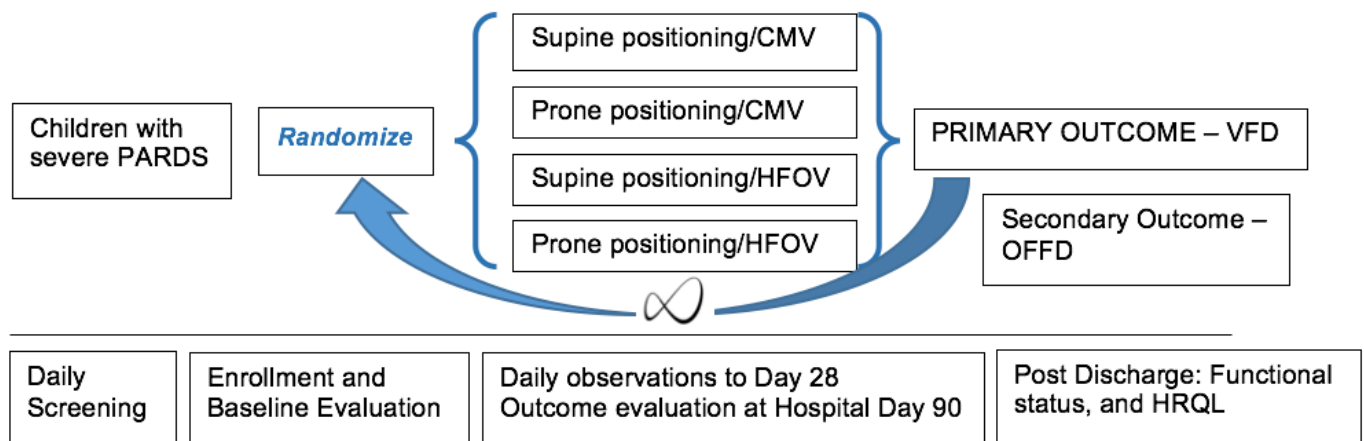 Supine positioning/CMV
Prone positioning/CMV
Supine positioning/HFOV
Prone positioning/HFOV
Children with
severe PARDS
Randomize
PRIMARY OUTCOME – VFD
Secondary Outcome –
OFFD
Daily
Screening
Enrollment and
Baseline Evaluation
Daily observations to Day 28
Outcome evaluation at Hospital Day 90
Post Discharge: Functional
status, and HRQL